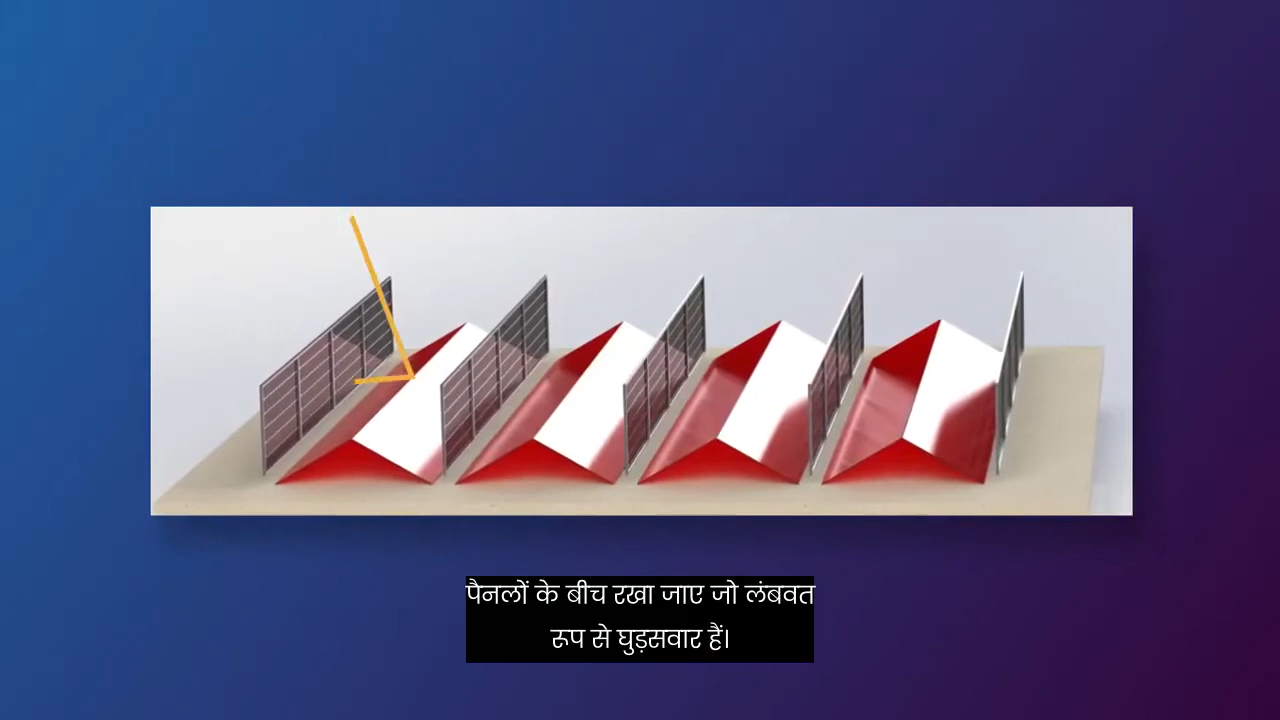 पैनलों के बीच रखा जाए जो लंबवत
रूप से घुड़सवार हैं।